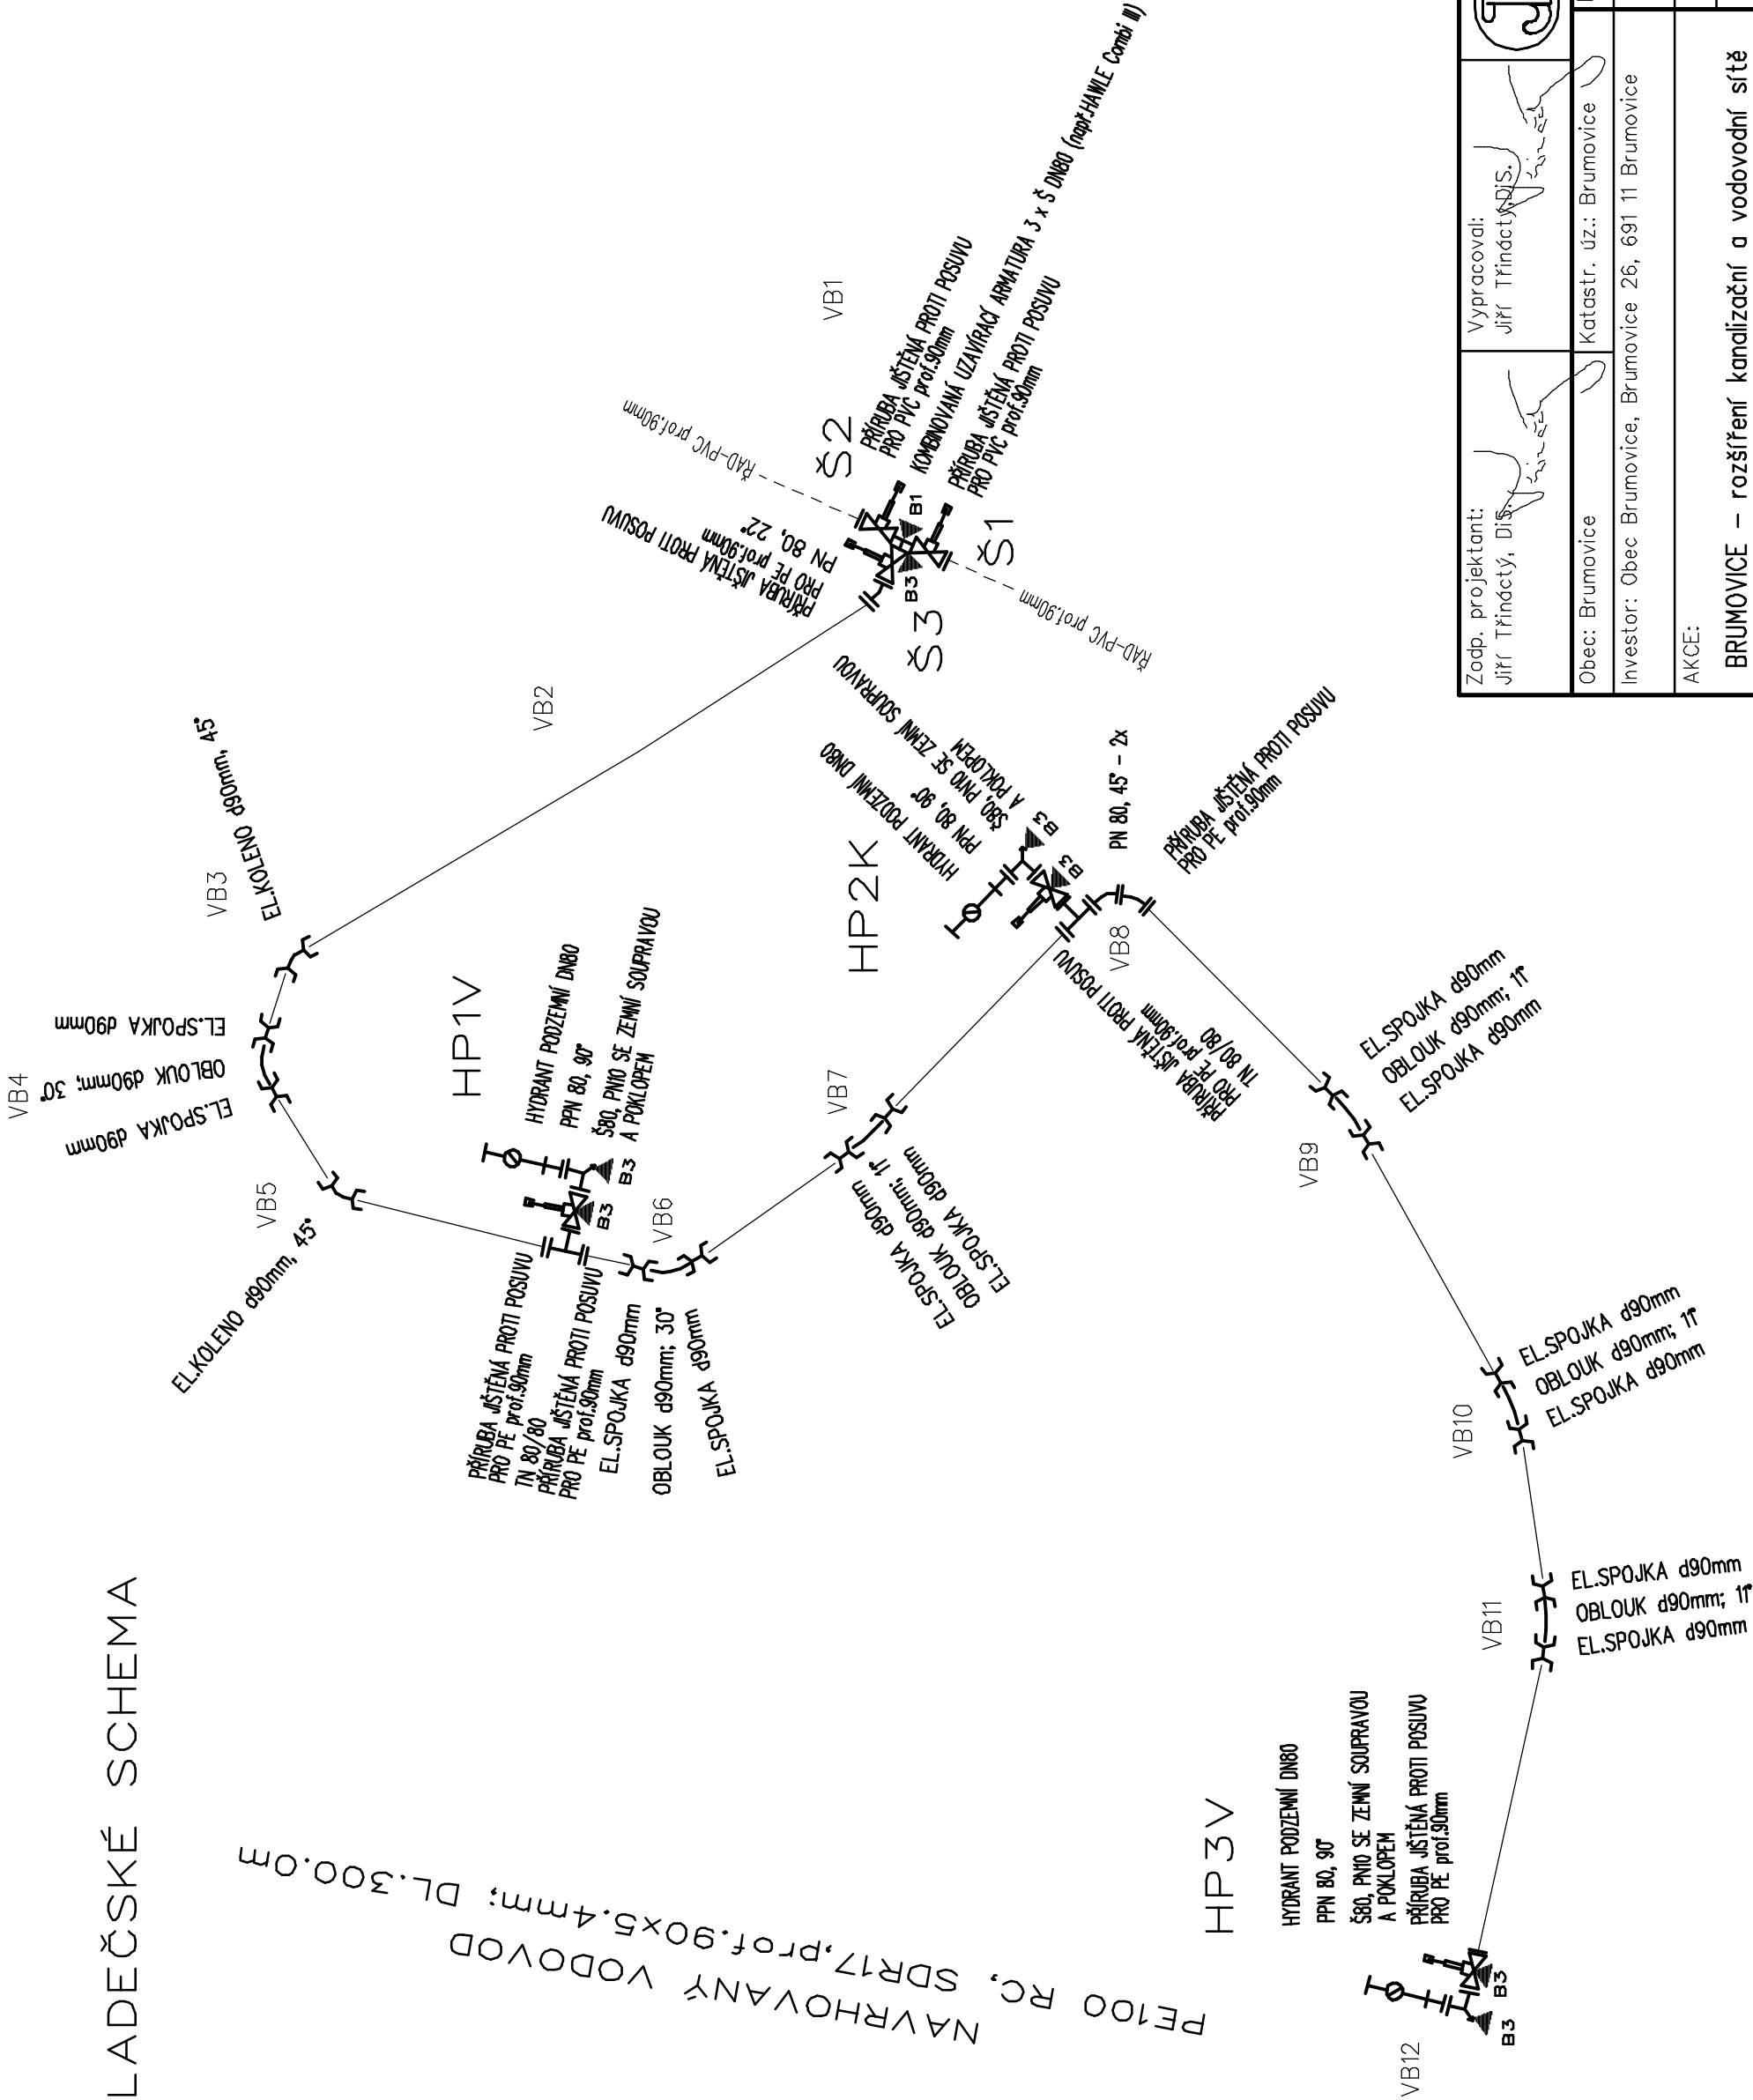 LADEČSKÉ SCHEMA
NAVRHOVANÝ VODOVOD
PE100 RC, SDR17,prof.90x5.4mm; DL.300.0m
VB1
Š2
PŘÍRUBA JIŠTĚNÁ PROTI POSUVU
PRO PVC prof.90mm
KOMBINOVANÁ UZAVÍRACÍ ARMATURA 3 x Š DN80 (např.HAWLE Combi III)
PŘÍRUBA JIŠTĚNÁ PROTI POSUVU
PRO PVC prof.90mm
Š1
Š3
B1
B3
ŘAD-PVC prof.90mm
ŘAD-PVC prof.90mm
PŘÍRUBA JIŠTĚNÁ PROTI POSUVU
PRO PE prof.90mm
PN 80, 22°
VB2
VB3
EL.KOLENO d90mm, 45°
VB4
EL.SPOJKA d90mm
OBLOUK d90mm; 30°
EL.SPOJKA d90mm
VB5
EL.KOLENO d90mm, 45°
HP1V
HYDRANT PODZEMNÍ DN80
PPN 80, 90°
Š80, PN10 SE ZEMNÍ SOUPRAVOU
A POKLOPEM
B3
B3
PŘÍRUBA JIŠTĚNÁ PROTI POSUVU
PRO PE prof.90mm
TN 80/80
PŘÍRUBA JIŠTĚNÁ PROTI POSUVU
PRO PE prof.90mm
VB6
EL.SPOJKA d90mm
OBLOUK d90mm; 30°
EL.SPOJKA d90mm
VB7
EL.SPOJKA d90mm
OBLOUK d90mm; 11°
EL.SPOJKA d90mm
HP2K
HYDRANT PODZEMNÍ DN80
PPN 80, 90°
Š80, PN10 SE ZEMNÍ SOUPRAVOU
A POKLOPEM
B3
B3
PN 80, 45° - 2x
PŘÍRUBA JIŠTĚNÁ PROTI POSUVU
PRO PE prof.90mm
VB8
PŘÍRUBA JIŠTĚNÁ PROTI POSUVU
PRO PE prof.90mm
TN 80/80
VB9
EL.SPOJKA d90mm
OBLOUK d90mm; 11°
EL.SPOJKA d90mm
VB10
EL.SPOJKA d90mm
OBLOUK d90mm; 11°
EL.SPOJKA d90mm
VB11
EL.SPOJKA d90mm
OBLOUK d90mm; 11°
EL.SPOJKA d90mm
HP3V
HYDRANT PODZEMNÍ DN80
PPN 80, 90°
Š80, PN10 SE ZEMNÍ SOUPRAVOU
A POKLOPEM
PŘÍRUBA JIŠTĚNÁ PROTI POSUVU
PRO PE prof.90mm
B3
B3
VB12
Zodp. projektant:
Jiří Třináctý, DiS.
Vypracoval:
Jiří Třináctý,DiS.
Obec: Brumovice
Katastr. úz.: Brumovice
Investor: Obec Brumovice, Brumovice 26, 691 11 Brumovice
AKCE:
BRUMOVICE - rozšíření kanalizační a vodovodní sítě